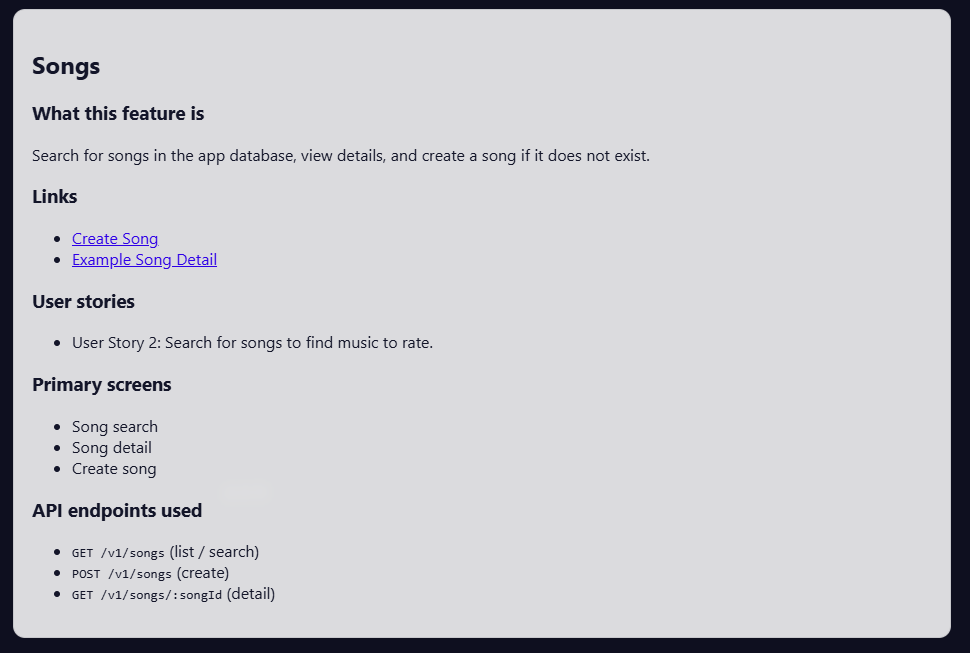 Songs
What this feature is
Search for songs in the app database, view details, and create a song if it does not exist.
Links
Create Song
Example Song Detail
User stories
User Story 2: Search for songs to find music to rate.
Primary screens
Song search
Song detail
Create song
API endpoints used
GET /v1/songs (list / search)
POST /v1/songs (create)
GET /v1/songs/:songId (detail)